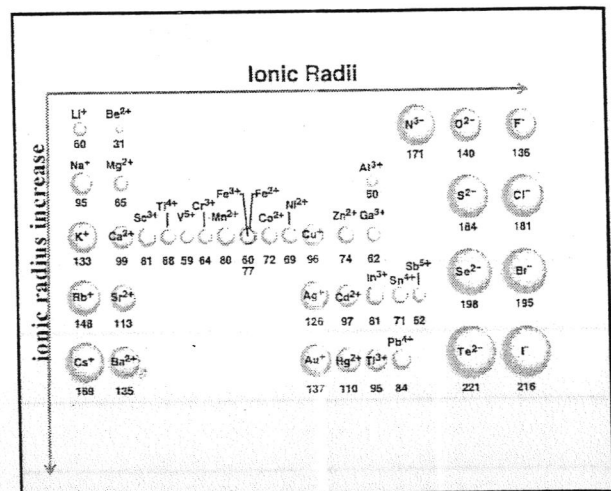 Ionic Radii
ionic radius increase
Li⁺ Be²⁺ N³⁻ O²⁻ F⁻
60 31 171 140 136
Na⁺ Mg²⁺ Al³⁺
95 65 50
S²⁻ Cl⁻
184 181
Sc³⁺ Ti⁴⁺ V⁵⁺ Cr³⁺ Mn²⁺ Fe³⁺ Fe²⁺ Co²⁺ Ni²⁺
K⁺ Ca²⁺ Cu⁺ Zn²⁺ Ga³⁺
133 99 81 68 59 64 80 60 72 69 96 74 62
77
Se²⁻ Br⁻
198 195
Rb⁺ Sr²⁺ Ag⁺ Cd²⁺ In³⁺ Sn⁴⁺ Sb⁵⁺
148 113 126 97 81 71 62
Cs⁺ Ba²⁺ Au⁺ Hg²⁺ Tl³⁺ Pb⁴⁺ Te²⁻ I⁻
169 135 137 110 95 84 221 216